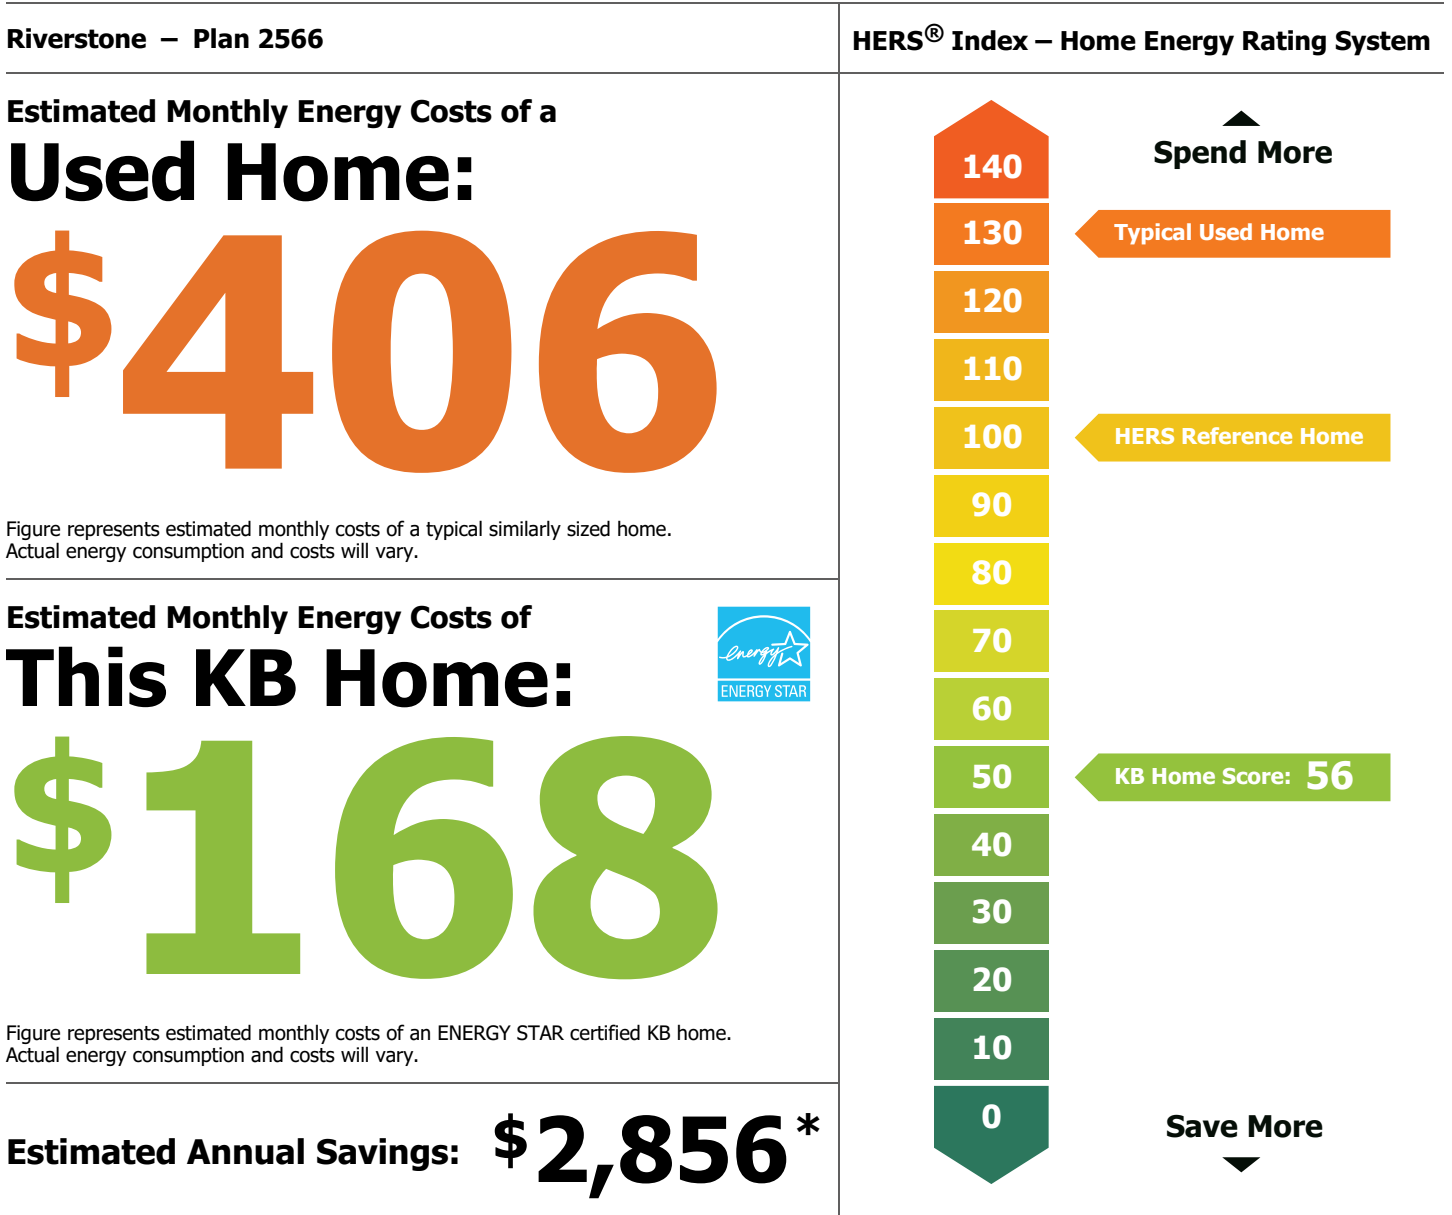 Riverstone – Plan 2566
Estimated Monthly Energy Costs of a
Used Home:
$406
Figure represents estimated monthly costs of a typical similarly sized home.
Actual energy consumption and costs will vary.
Estimated Monthly Energy Costs of
This KB Home:
energy
ENERGY STAR
$168
Figure represents estimated monthly costs of an ENERGY STAR certified KB home.
Actual energy consumption and costs will vary.
Estimated Annual Savings: $2,856*
HERS® Index – Home Energy Rating System
Spend More
140
130 Typical Used Home
120
110
100 HERS Reference Home
90
80
70
60
50 KB Home Score: 56
40
30
20
10
0
Save More